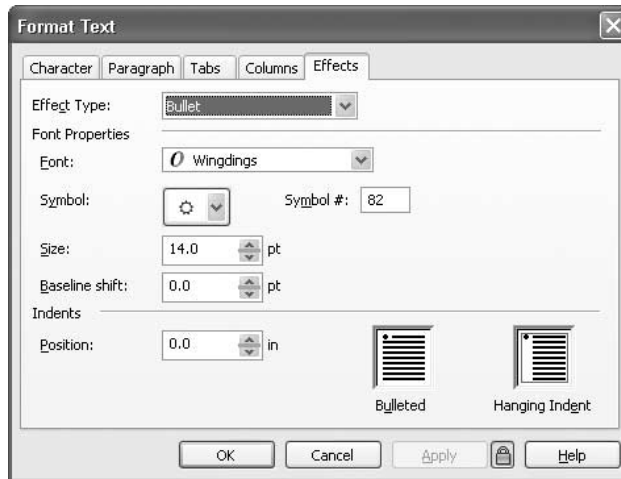 Format Text
Character Paragraph Tabs Columns Effects
Effect Type: Bullet
Font Properties
Font: O Wingdings
Symbol: Symbol #: 82
Size: 14.0 pt
Baseline shift: 0.0 pt
Indents
Position: 0.0 in
Bulleted Hanging Indent
OK Cancel Apply Help